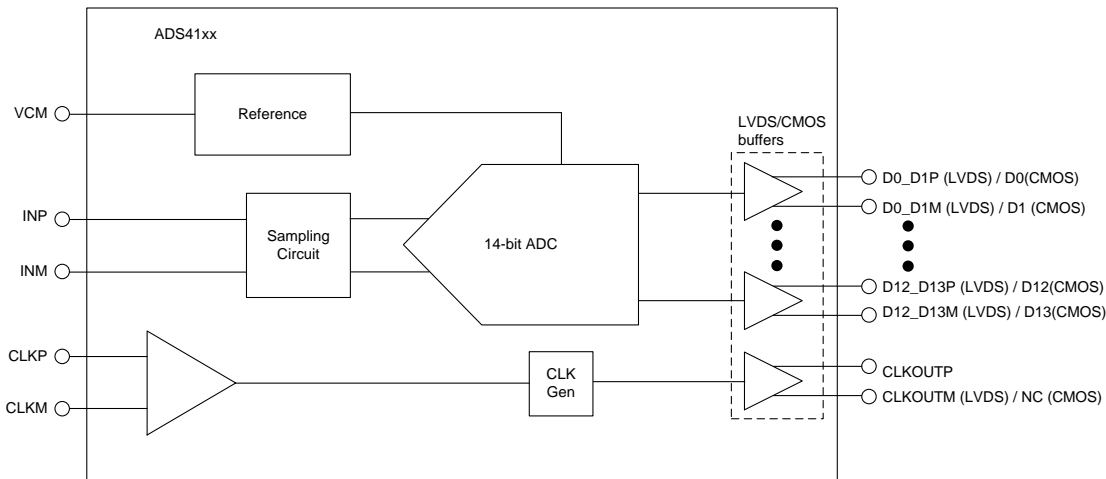 ADS41xx
VCM
Reference
LVDS/CMOS
buffers
D0_D1P (LVDS) / D0(CMOS)
INP
D0_D1M (LVDS) / D1 (CMOS)
Sampling
Circuit
14-bit ADC
INM
D12_D13P (LVDS) / D12(CMOS)
D12_D13M (LVDS) / D13(CMOS)
CLKP
CLK
Gen
CLKOUTP
CLKM
CLKOUTM (LVDS) / NC (CMOS)